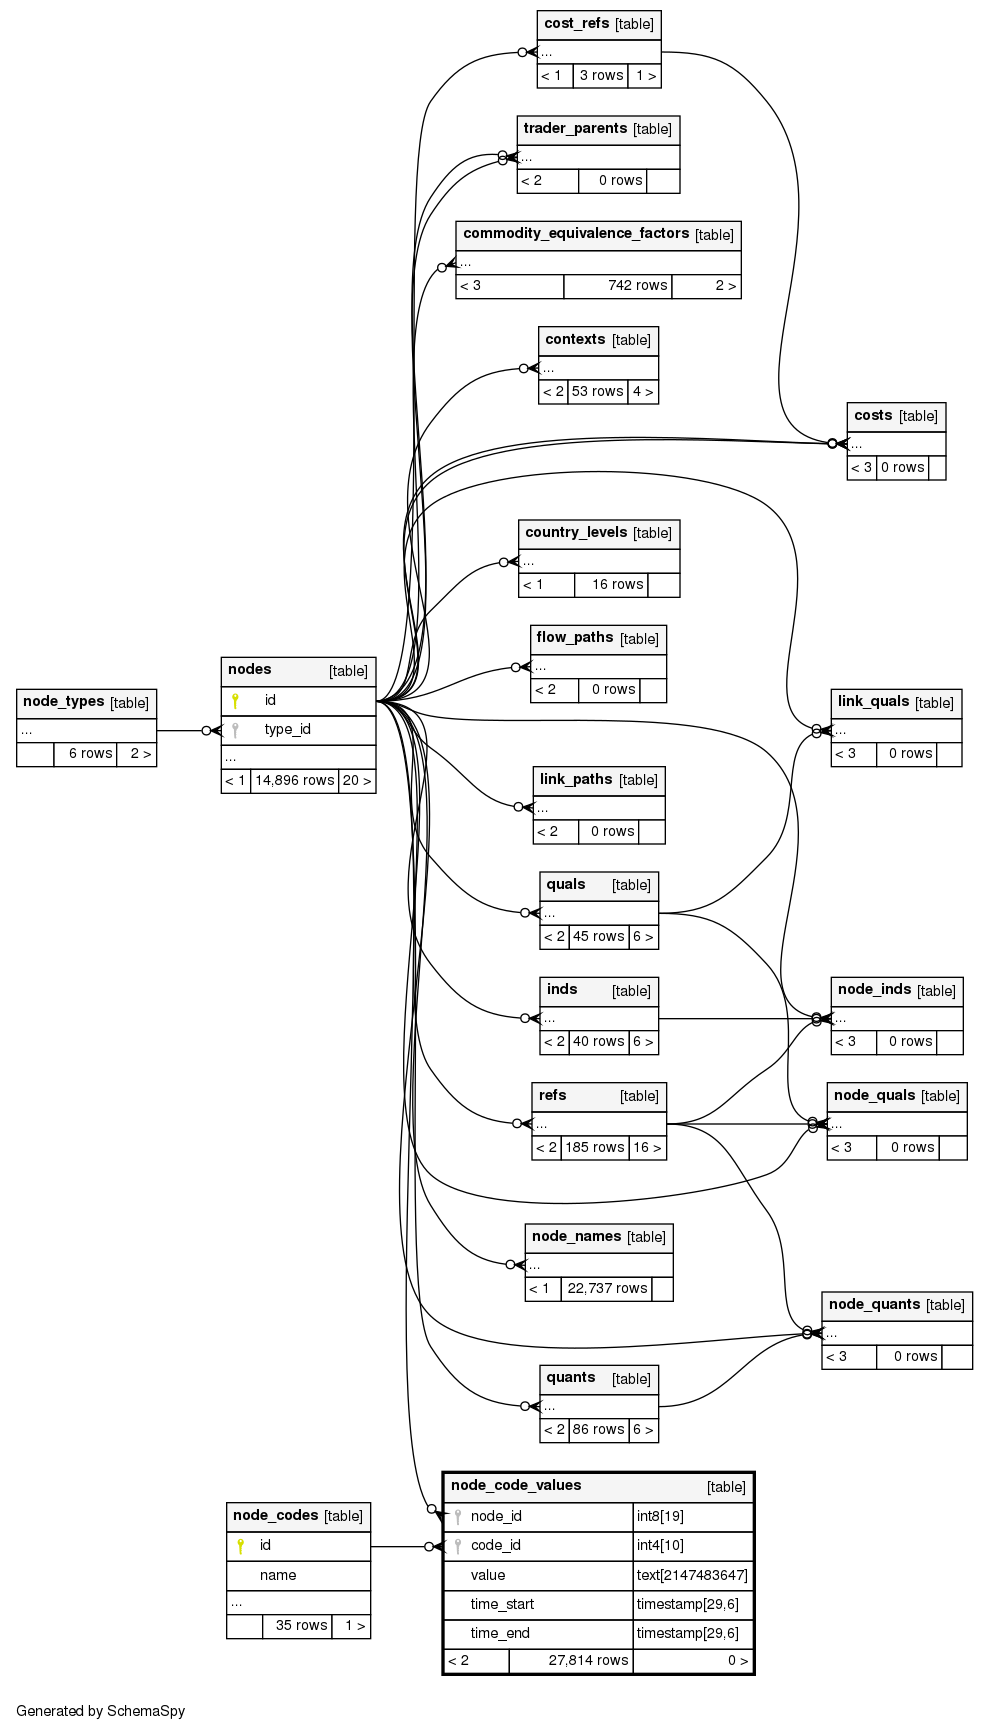 cost_refs [table]
...
< 1 3 rows 1 >
trader_parents [table]
...
< 2 0 rows
commodity_equivalence_factors [table]
...
< 3 742 rows 2 >
contexts [table]
...
< 2 53 rows 4 >
costs [table]
...
< 3 0 rows
country_levels [table]
...
< 1 16 rows
flow_paths [table]
...
< 2 0 rows
nodes [table]
id
type_id
...
< 1 14,896 rows 20 >
node_types [table]
...
6 rows 2 >
link_quals [table]
...
< 3 0 rows
link_paths [table]
...
< 2 0 rows
quals [table]
...
< 2 45 rows 6 >
inds [table]
...
< 2 40 rows 6 >
node_inds [table]
...
< 3 0 rows
refs [table]
...
< 2 185 rows 16 >
node_quals [table]
...
< 3 0 rows
node_names [table]
...
< 1 22,737 rows
node_quants [table]
...
< 3 0 rows
quants [table]
...
< 2 86 rows 6 >
node_code_values [table]
node_id int8[19]
code_id int4[10]
value text[2147483647]
time_start timestamp[29,6]
time_end timestamp[29,6]
< 2 27,814 rows 0 >
node_codes [table]
id
name
...
35 rows 1 >
Generated by SchemaSpy